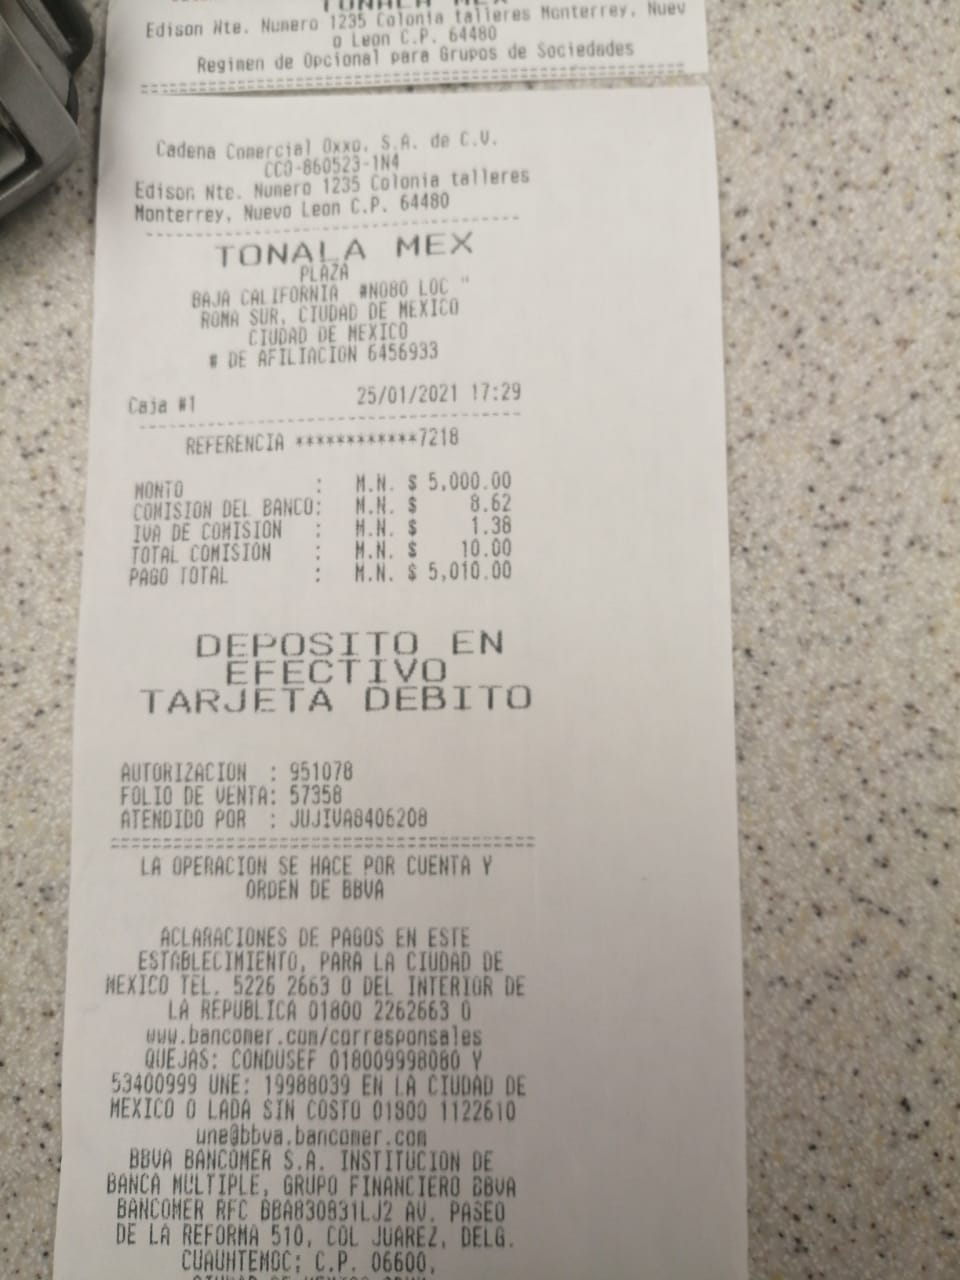 TONALA MEX
Edison Nte. Numero 1235 Colonia talleres Monterrey, Nuev
o Leon C.P. 64480
Regimen de Opcional para Grupos de Sociedades
Cadena Comercial Oxxo, S.A. de C.V.
CCO-860523-1N4
Edison Nte. Numero 1235 Colonia talleres
Monterrey, Nuevo Leon C.P. 64480
TONALA MEX
PLAZA
BAJA CALIFORNIA #NO80 LOC "
ROMA SUR, CIUDAD DE MEXICO
CIUDAD DE MEXICO
# DE AFILIACION 6456933
Caja #1 25/01/2021 17:29
REFERENCIA ************7218
MONTO : M.N. $ 5,000.00
COMISION DEL BANCO: M.N. $ 8.62
IVA DE COMISION : M.N. $ 1.38
TOTAL COMISION : M.N. $ 10.00
PAGO TOTAL : M.N. $ 5,010.00
DEPOSITO EN
EFECTIVO
TARJETA DEBITO
AUTORIZACION : 951078
FOLIO DE VENTA: 57358
ATENDIDO POR : JUJIVA8406208
LA OPERACION SE HACE POR CUENTA Y
ORDEN DE BBVA
ACLARACIONES DE PAGOS EN ESTE
ESTABLECIMIENTO, PARA LA CIUDAD DE
MEXICO TEL. 5226 2663 O DEL INTERIOR DE
LA REPUBLICA 01800 2262663 O
www.bancomer.com/corresponsales
QUEJAS: CONDUSEF 018009998080 Y
53400999 UNE: 19988039 EN LA CIUDAD DE
MEXICO O LADA SIN COSTO 01800 1122610
une@bbva.bancomer.com
BBVA BANCOMER S.A. INSTITUCION DE
BANCA MULTIPLE, GRUPO FINANCIERO BBVA
BANCOMER RFC BBA830831LJ2 AV. PASEO
DE LA REFORMA 510, COL JUAREZ, DELG.
CUAUHTEMOC; C.P. 06600,